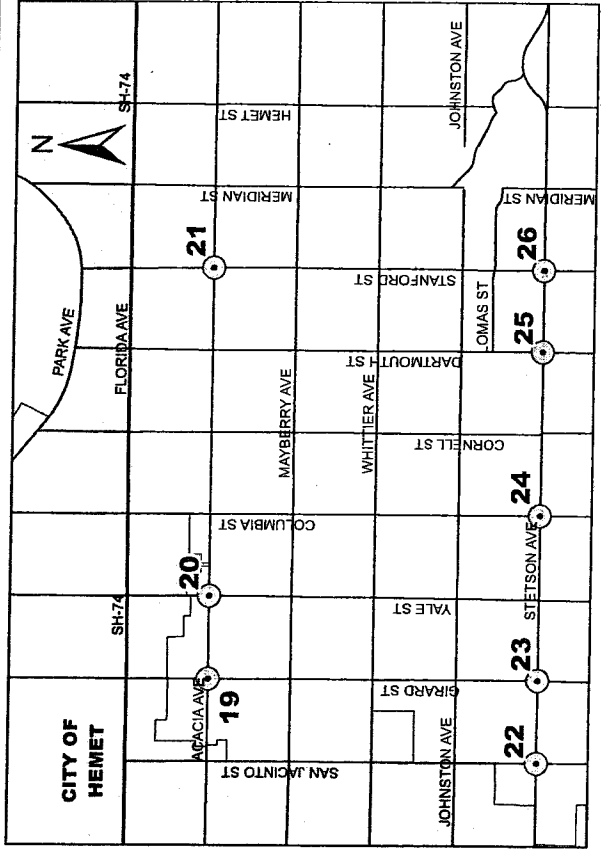 CITY OF
HEMET
SH-74
SH-74
N
PARK AVE
FLORIDA AVE
ACACIA AVE
19
20
21
HEMET ST
MERIDIAN ST
MAYBERRY AVE
COLUMBIA ST
STANFORD ST
DARTMOUTH ST
WHITTIER AVE
CORNELL ST
YALE ST
GIRARD ST
SAN JACINTO ST
JOHNSTON AVE
JOHNSTON AVE
LOMAS ST
MERIDIAN ST
STETSON AVE
22
23
24
25
26